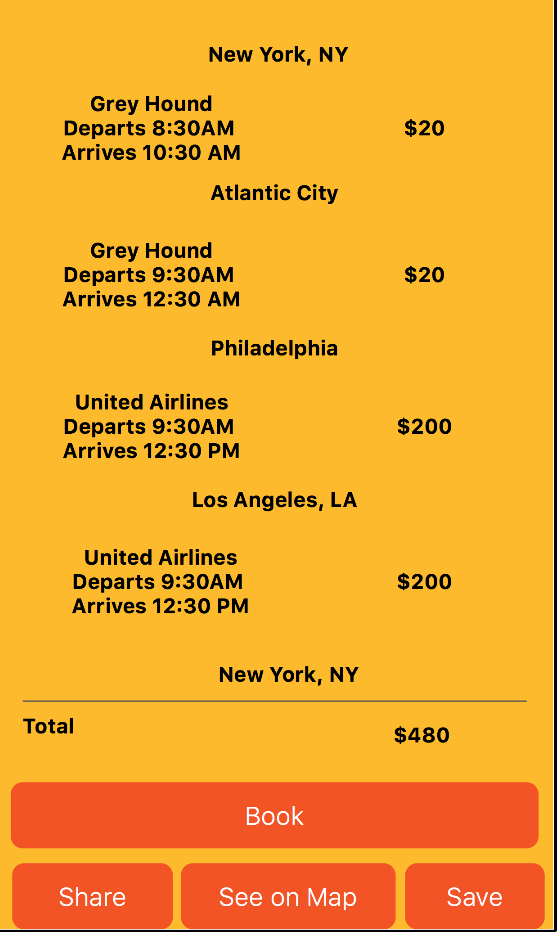 New York, NY
Grey Hound
Departs 8:30AM
Arrives 10:30 AM
$20
Atlantic City
Grey Hound
Departs 9:30AM
Arrives 12:30 AM
$20
Philadelphia
United Airlines
Departs 9:30AM
Arrives 12:30 PM
$200
Los Angeles, LA
United Airlines
Departs 9:30AM
Arrives 12:30 PM
$200
New York, NY
Total
$480
Book
Share
See on Map
Save